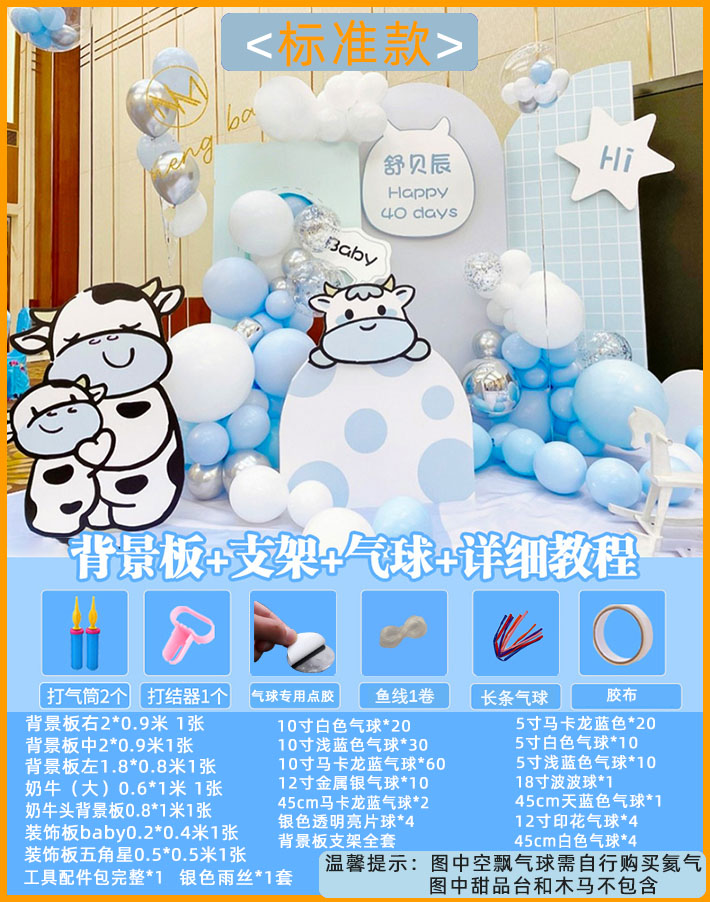 <标准款>
eng ba
舒贝辰
Happy
40 days
Hi
Baby
背景板+支架+气球+详细教程
打气筒2个
打结器1个
气球专用点胶
鱼线1卷
长条气球
胶布
背景板右2*0.9米 1张
背景板中2*0.9米1张
背景板左1.8*0.8米1张
奶牛（大）0.6*1米 1张
奶牛头背景板0.8*1米1张
装饰板baby0.2*0.4米1张
装饰板五角星0.5*0.5米1张
工具配件包完整*1 银色雨丝*1套
10寸白色气球*20
10寸浅蓝色气球*30
10寸马卡龙蓝气球*60
12寸金属银气球*10
45cm马卡龙蓝气球*2
银色透明亮片球*4
背景板支架全套
5寸马卡龙蓝色*20
5寸白色气球*10
5寸浅蓝色气球*10
18寸波波球*1
45cm天蓝色气球*1
12寸印花气球*4
45cm白色气球*4
温馨提示：图中空飘气球需自行购买氦气
图中甜品台和木马不包含